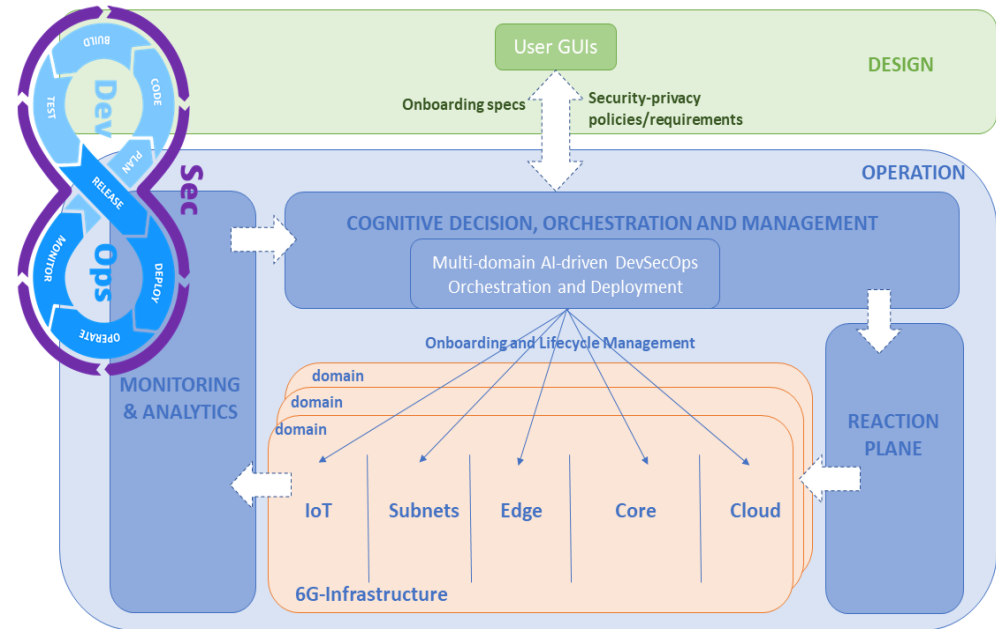 BUILD
CODE
TEST
Dev
PLAN
RELEASE
Sec
MONITOR
Ops
DEPLOY
OPERATE
User GUIs
DESIGN
Onboarding specs
Security-privacy
policies/requirements
OPERATION
COGNITIVE DECISION, ORCHESTRATION AND MANAGEMENT
Multi-domain AI-driven DevSecOps
Orchestration and Deployment
Onboarding and Lifecycle Management
MONITORING
& ANALYTICS
domain
domain
domain
REACTION
PLANE
IoT
Subnets
Edge
Core
Cloud
6G-Infrastructure